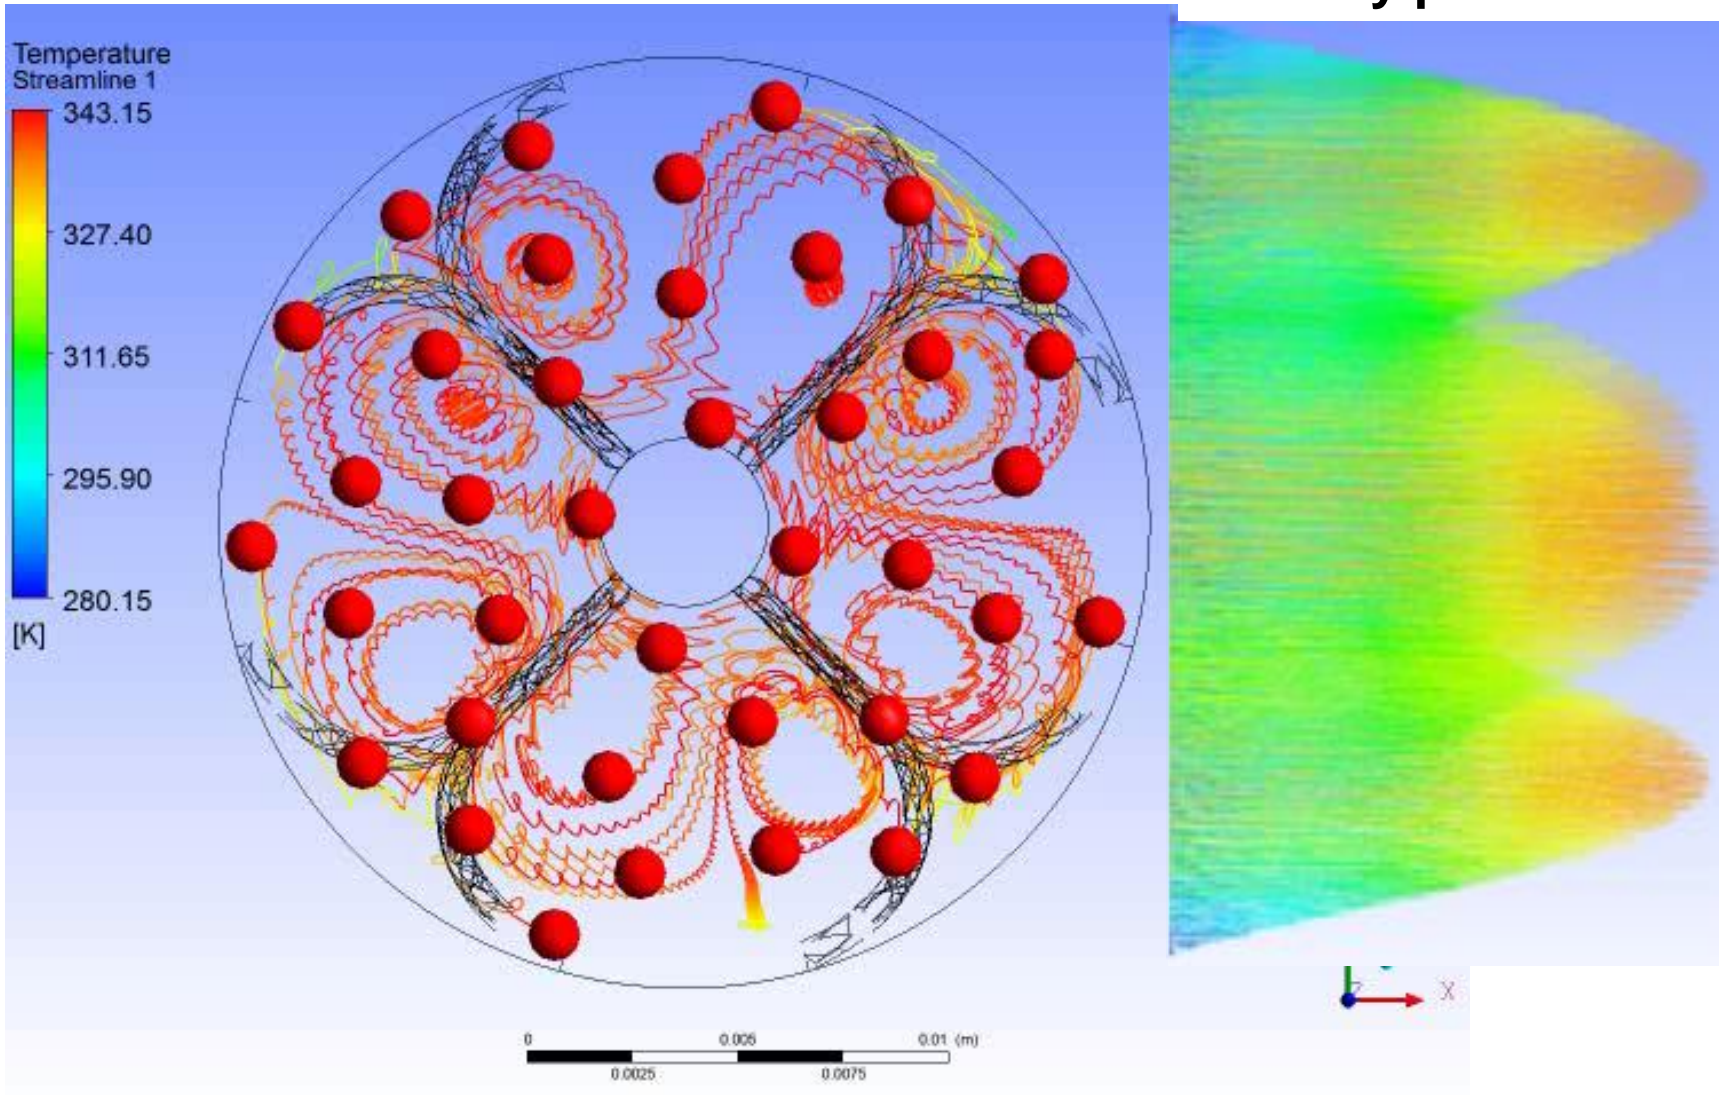 Temperature
Streamline 1
343.15
327.40
311.65
295.90
280.15
[K]
X
0 0.005 0.01 (m)
0.0025 0.0075